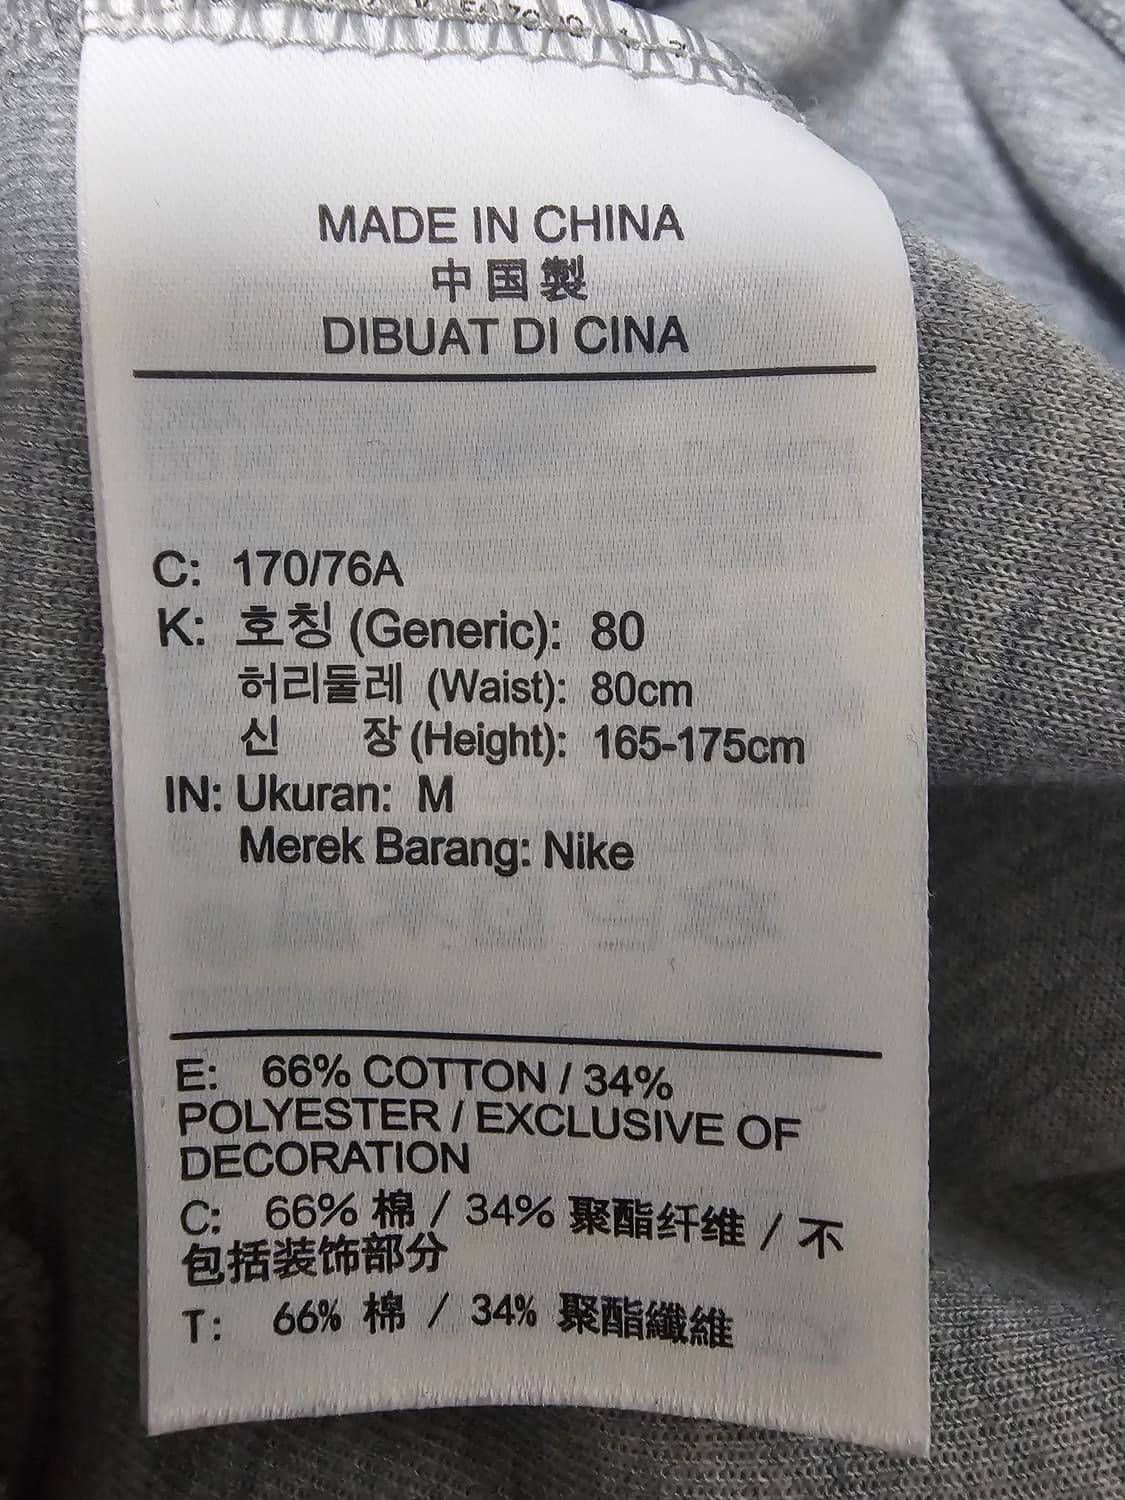 MADE IN CHINA
中国製
DIBUAT DI CINA
C: 170/76A
K: 호칭 (Generic): 80
허리둘레 (Waist): 80cm
신 장 (Height): 165-175cm
IN: Ukuran: M
Merek Barang: Nike
E: 66% COTTON / 34%
POLYESTER / EXCLUSIVE OF
DECORATION
C: 66% 棉 / 34% 聚酯纤维 / 不
包括装饰部分
T: 66% 棉 / 34% 聚酯纖維